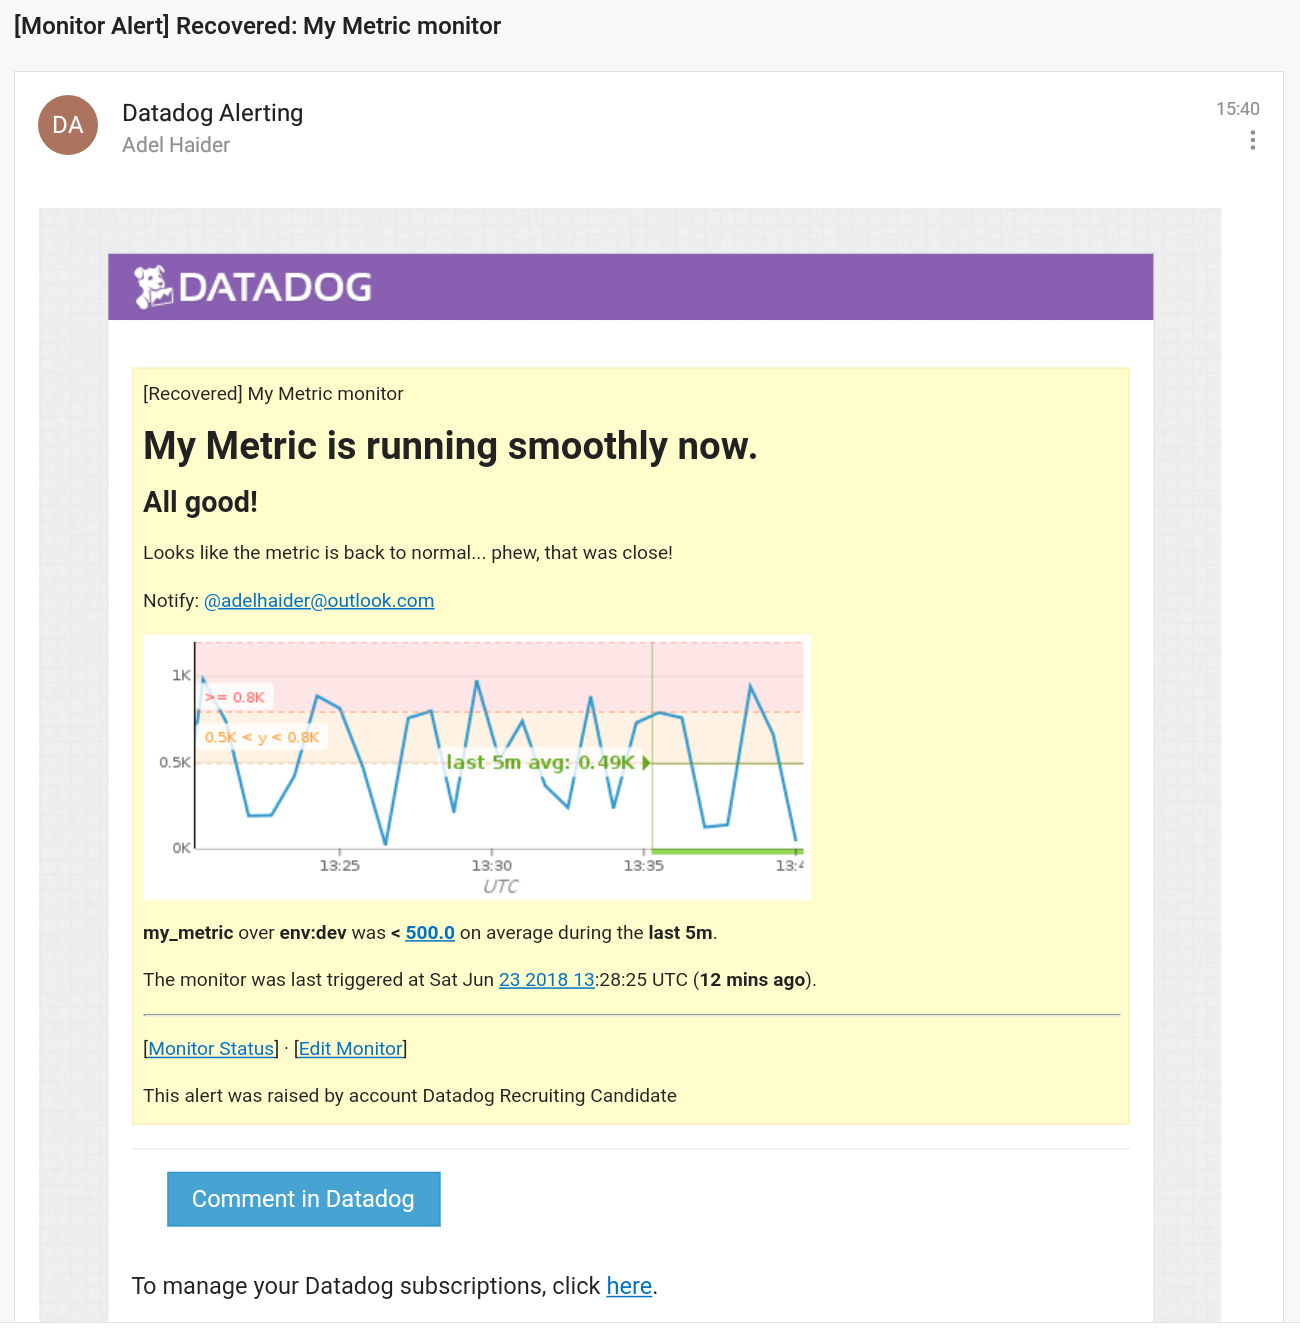 [Monitor Alert] Recovered: My Metric monitor
DA
Datadog Alerting
15:40
Adel Haider
DATADOG
[Recovered] My Metric monitor
My Metric is running smoothly now.
All good!
Looks like the metric is back to normal... phew, that was close!
Notify: @adelhaider@outlook.com
1K
>= 0.8K
0.5K < y < 0.8K
0.5K
last 5m avg: 0.49K
0K
13:25 13:30 13:35 13:4
UTC
my_metric over env:dev was < 500.0 on average during the last 5m.
The monitor was last triggered at Sat Jun 23 2018 13:28:25 UTC (12 mins ago).
[Monitor Status] · [Edit Monitor]
This alert was raised by account Datadog Recruiting Candidate
Comment in Datadog
To manage your Datadog subscriptions, click here.